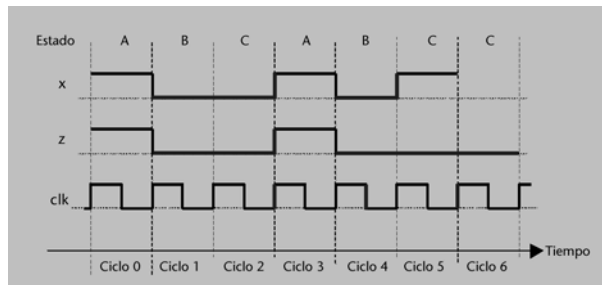 Estado A B C A B C C
x
z
clk
Tiempo
Ciclo 0 Ciclo 1 Ciclo 2 Ciclo 3 Ciclo 4 Ciclo 5 Ciclo 6